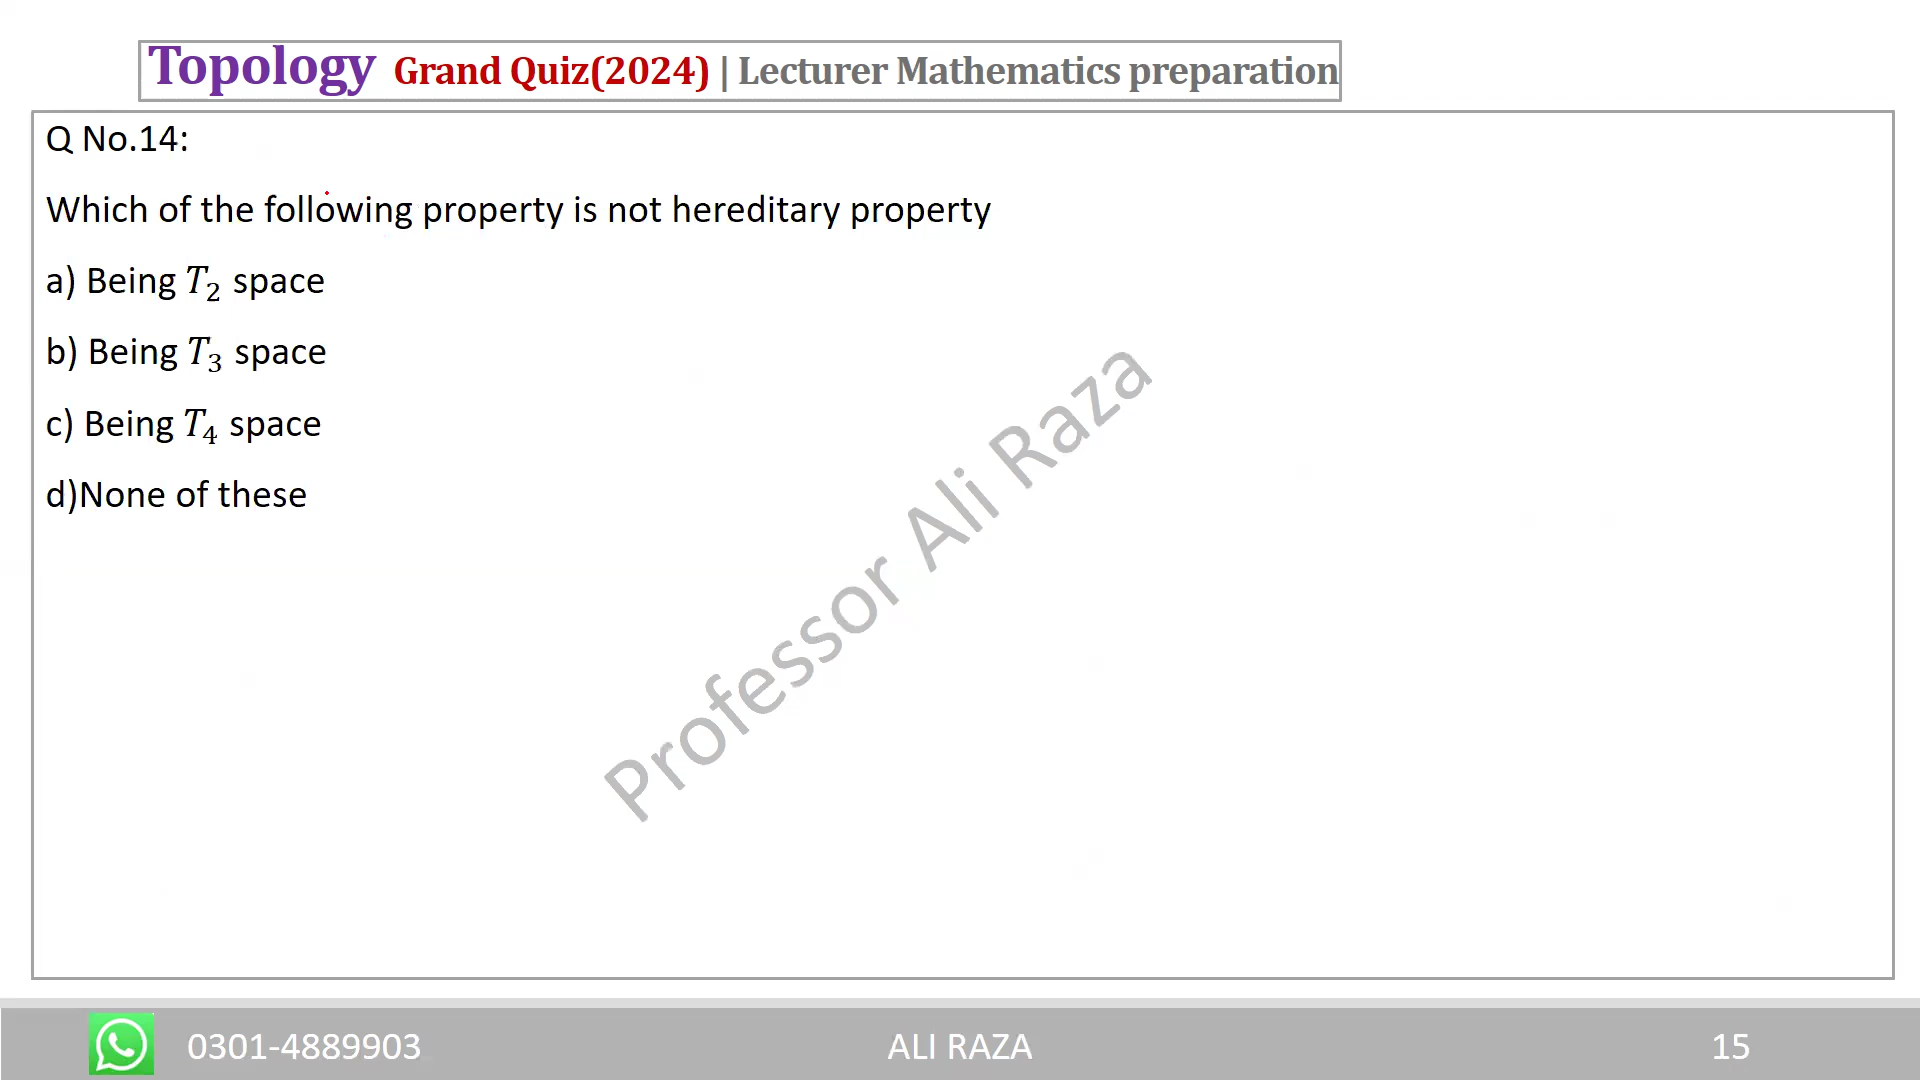 Topology Grand Quiz(2024) | Lecturer Mathematics preparation
Q No.14:
Which of the following property is not hereditary property
a) Being T₂ space
b) Being T₃ space
c) Being T₄ space
d)None of these
Professor Ali Raza
0301-4889903 ALI RAZA 15